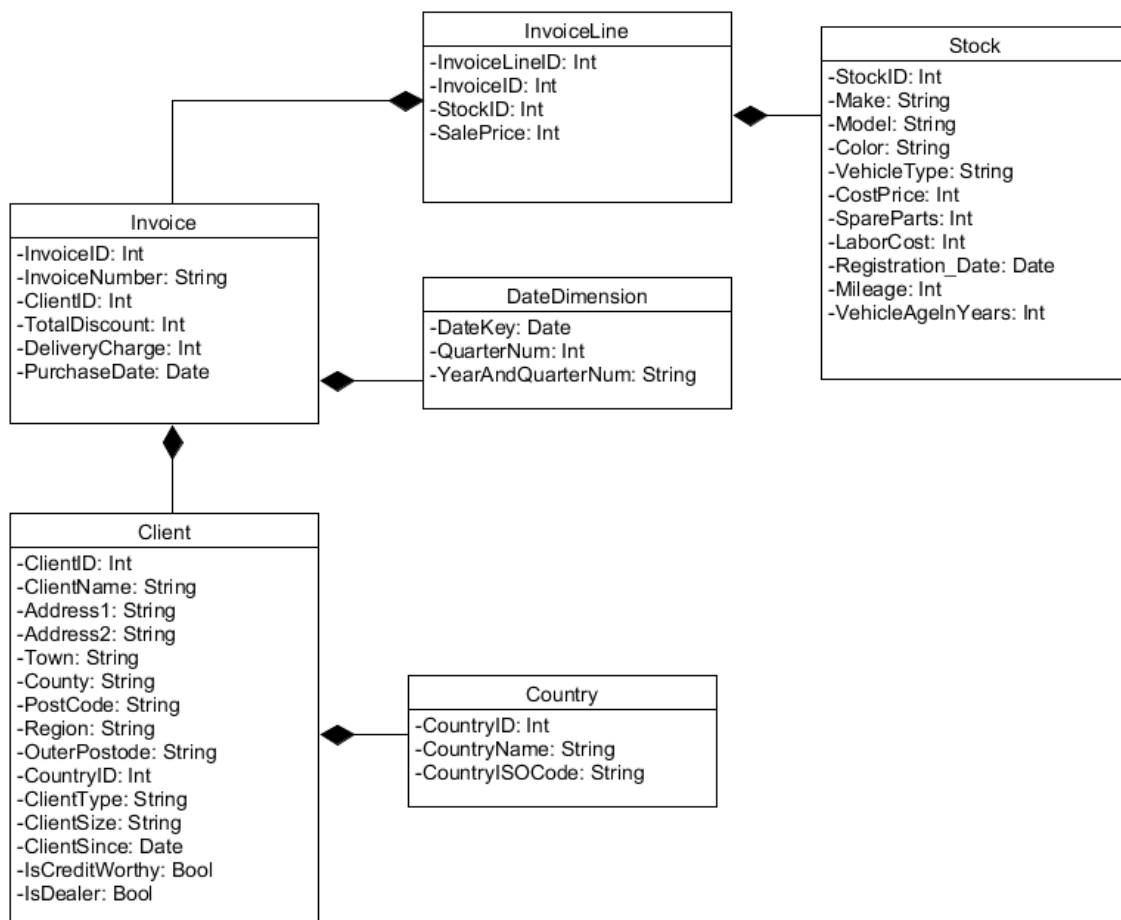 InvoiceLine
-InvoiceLineID: Int
-InvoiceID: Int
-StockID: Int
-SalePrice: Int
Stock
-StockID: Int
-Make: String
-Model: String
-Color: String
-VehicleType: String
-CostPrice: Int
-SpareParts: Int
-LaborCost: Int
-Registration_Date: Date
-Mileage: Int
-VehicleAgeInYears: Int
Invoice
-InvoiceID: Int
-InvoiceNumber: String
-ClientID: Int
-TotalDiscount: Int
-DeliveryCharge: Int
-PurchaseDate: Date
DateDimension
-DateKey: Date
-QuarterNum: Int
-YearAndQuarterNum: String
Client
-ClientID: Int
-ClientName: String
-Address1: String
-Address2: String
-Town: String
-County: String
-PostCode: String
-Region: String
-OuterPostode: String
-CountryID: Int
-ClientType: String
-ClientSize: String
-ClientSince: Date
-IsCreditWorthy: Bool
-IsDealer: Bool
Country
-CountryID: Int
-CountryName: String
-CountryISOCode: String